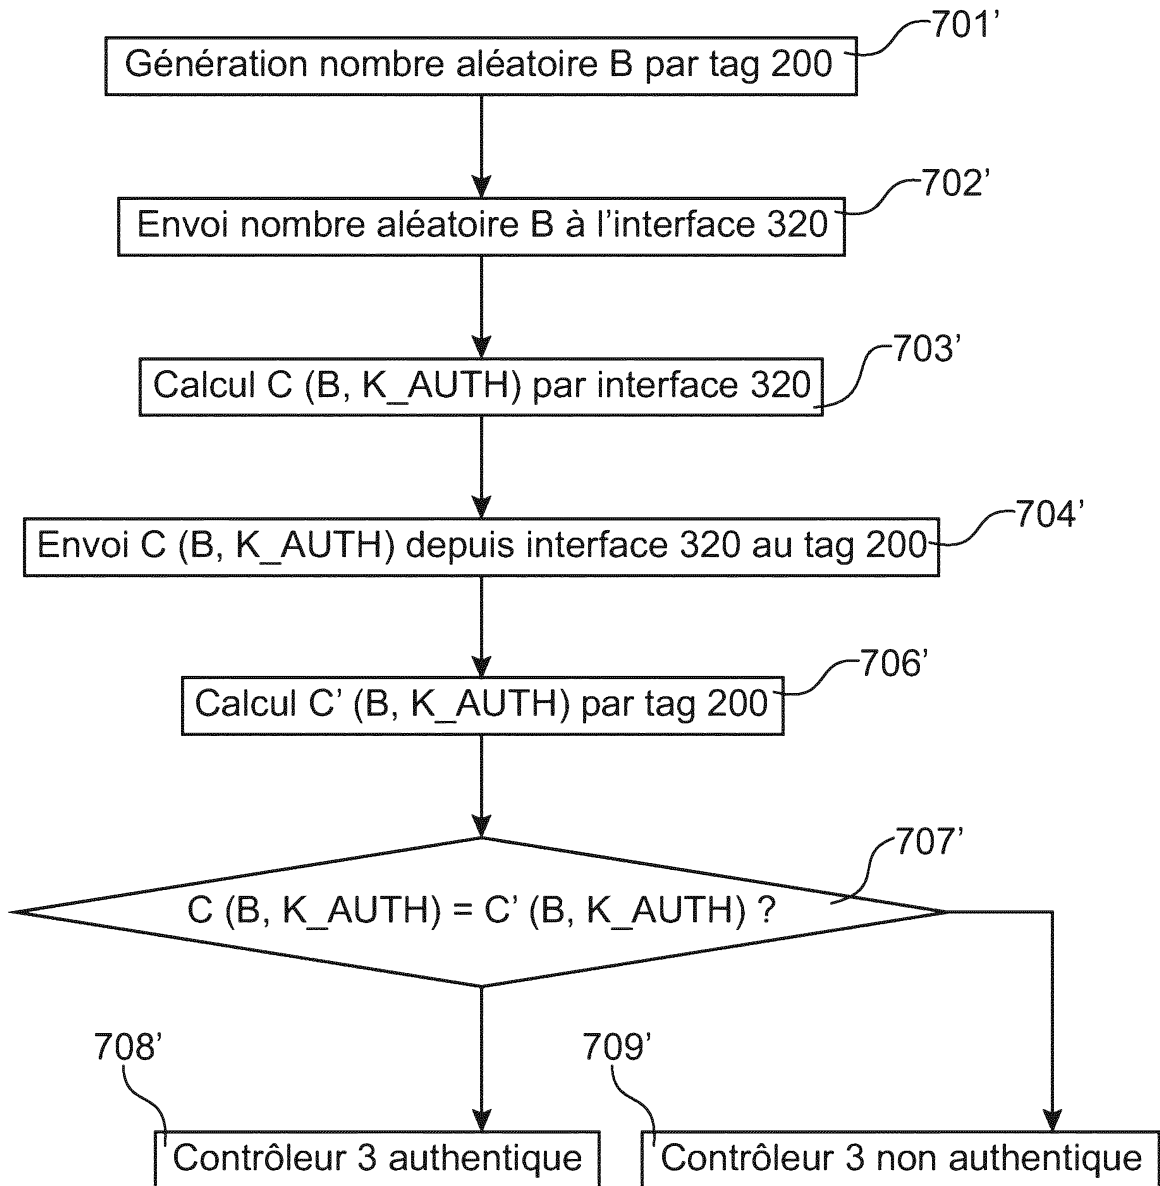 701’
Génération nombre aléatoire B par tag 200
702’
Envoi nombre aléatoire B à l’interface 320
703’
Calcul C (B, K_AUTH) par interface 320
704’
Envoi C (B, K_AUTH) depuis interface 320 au tag 200
706’
Calcul C’ (B, K_AUTH) par tag 200
707’
C (B, K_AUTH) = C’ (B, K_AUTH) ?
708’
709’
Contrôleur 3 authentique
Contrôleur 3 non authentique